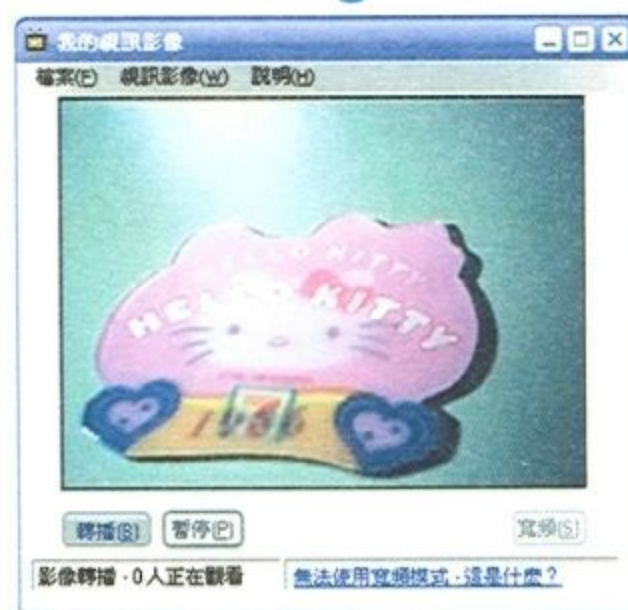 我的視訊影像
檔案(F) 視訊影像(W) 說明(H)
HELLO KITTY
HELLO KITTY
轉播(B) 暫停(P) 寬頻(S)
影像轉播 - 0 人正在觀看 無法使用寬頻模式 - 這是什麼？